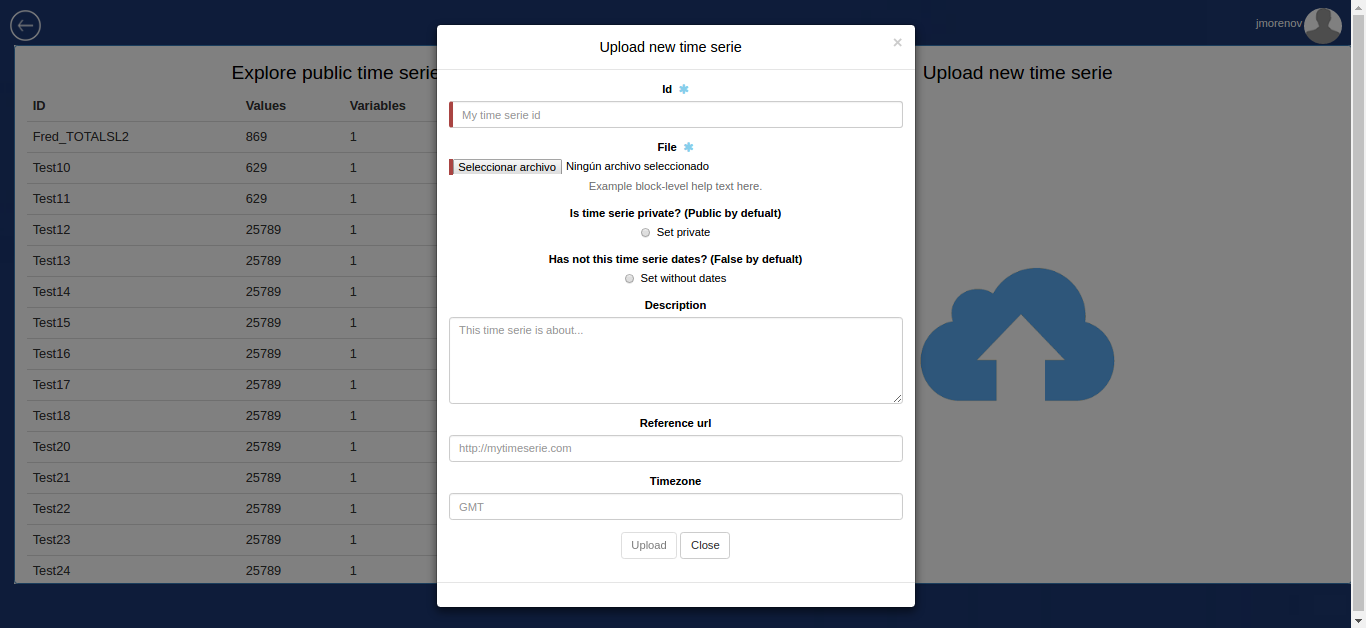 jmorenov
Explore public time serie
ID Values Variables
Fred_TOTALSL2 869 1
Test10 629 1
Test11 629 1
Test12 25789 1
Test13 25789 1
Test14 25789 1
Test15 25789 1
Test16 25789 1
Test17 25789 1
Test18 25789 1
Test20 25789 1
Test21 25789 1
Test22 25789 1
Test23 25789 1
Test24 25789 1
Upload new time serie
×
Id ✱
My time serie id
File ✱
Seleccionar archivo Ningún archivo seleccionado
Example block-level help text here.
Is time serie private? (Public by defualt)
Set private
Has not this time serie dates? (False by defualt)
Set without dates
Description
This time serie is about...
Reference url
http://mytimeserie.com
Timezone
GMT
Upload Close
Upload new time serie